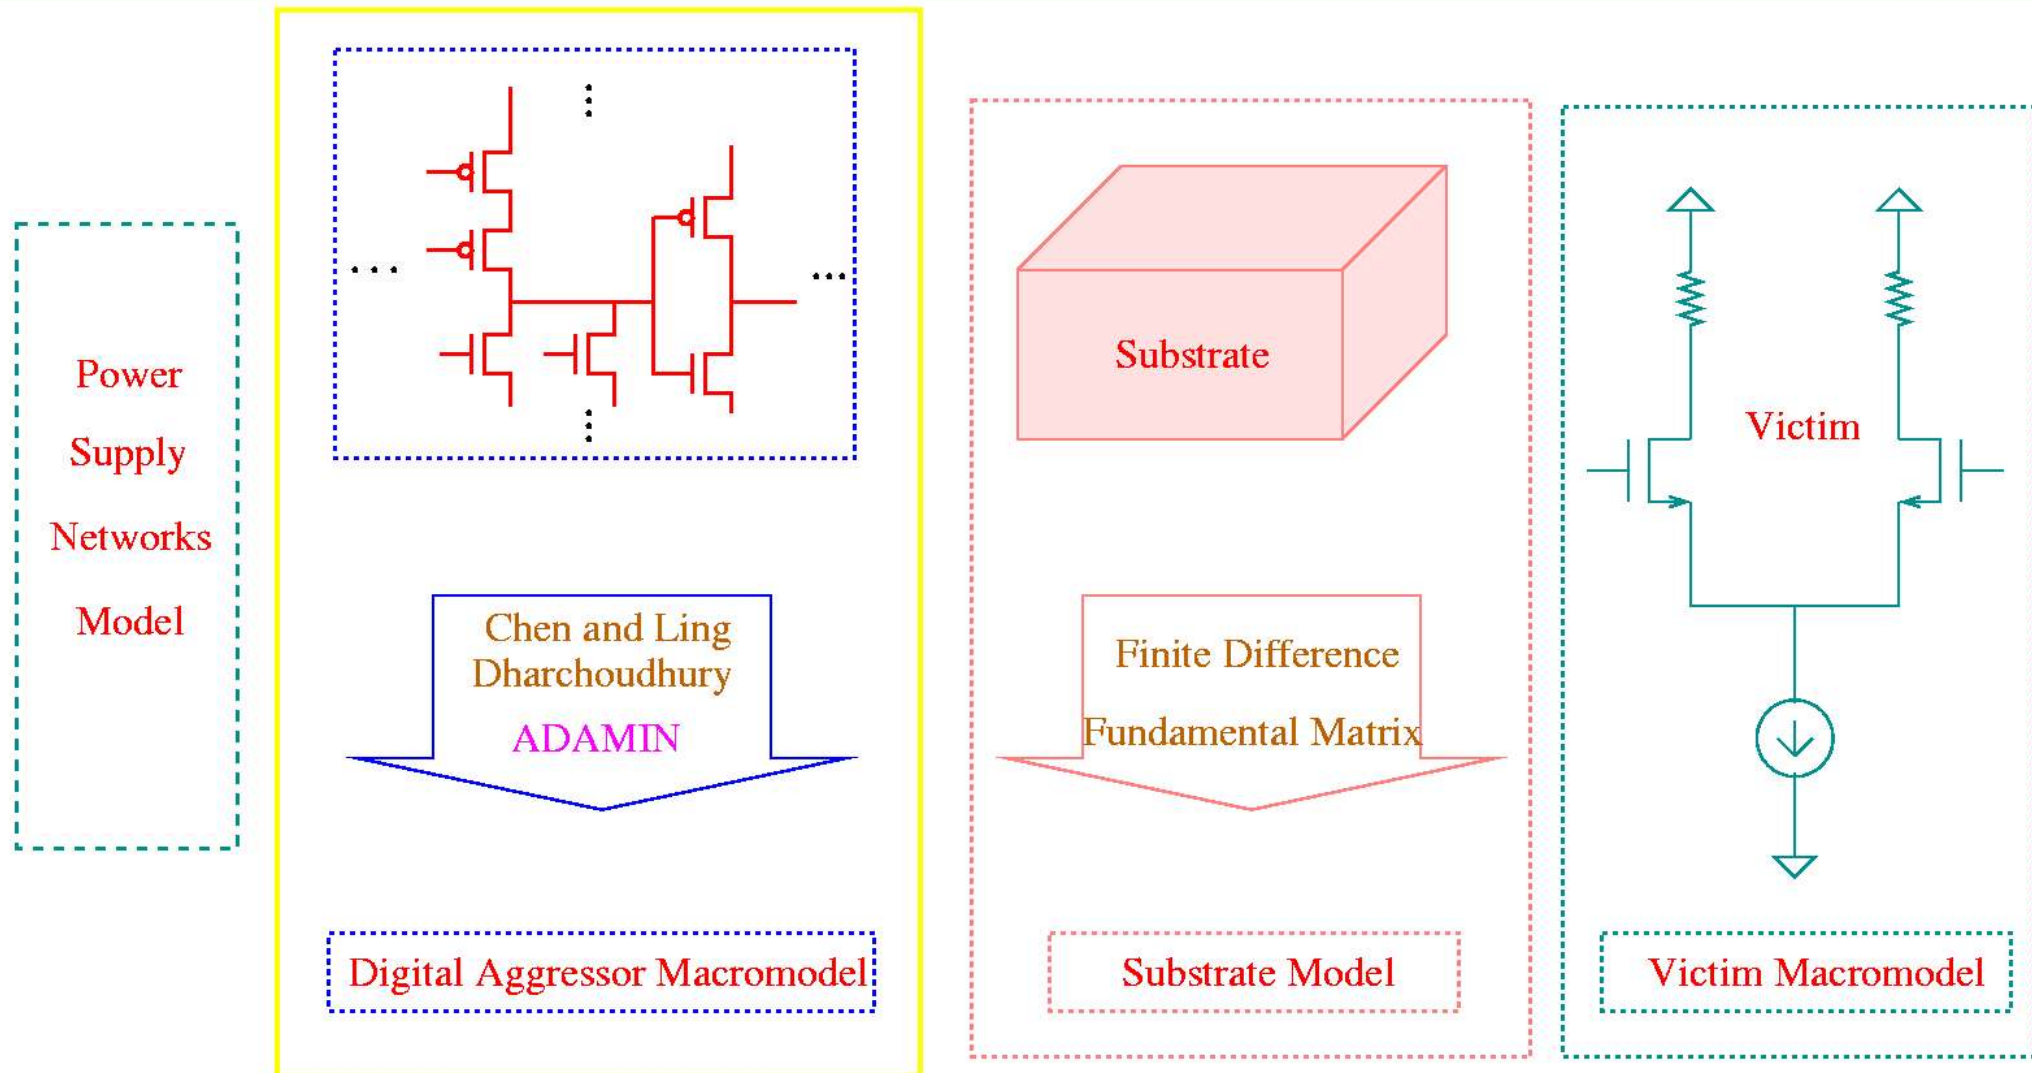 Power
Supply
Networks
Model
Chen and Ling
Dharchoudhury
ADAMIN
Digital Aggressor Macromodel
Substrate
Finite Difference
Fundamental Matrix
Substrate Model
Victim
Victim Macromodel